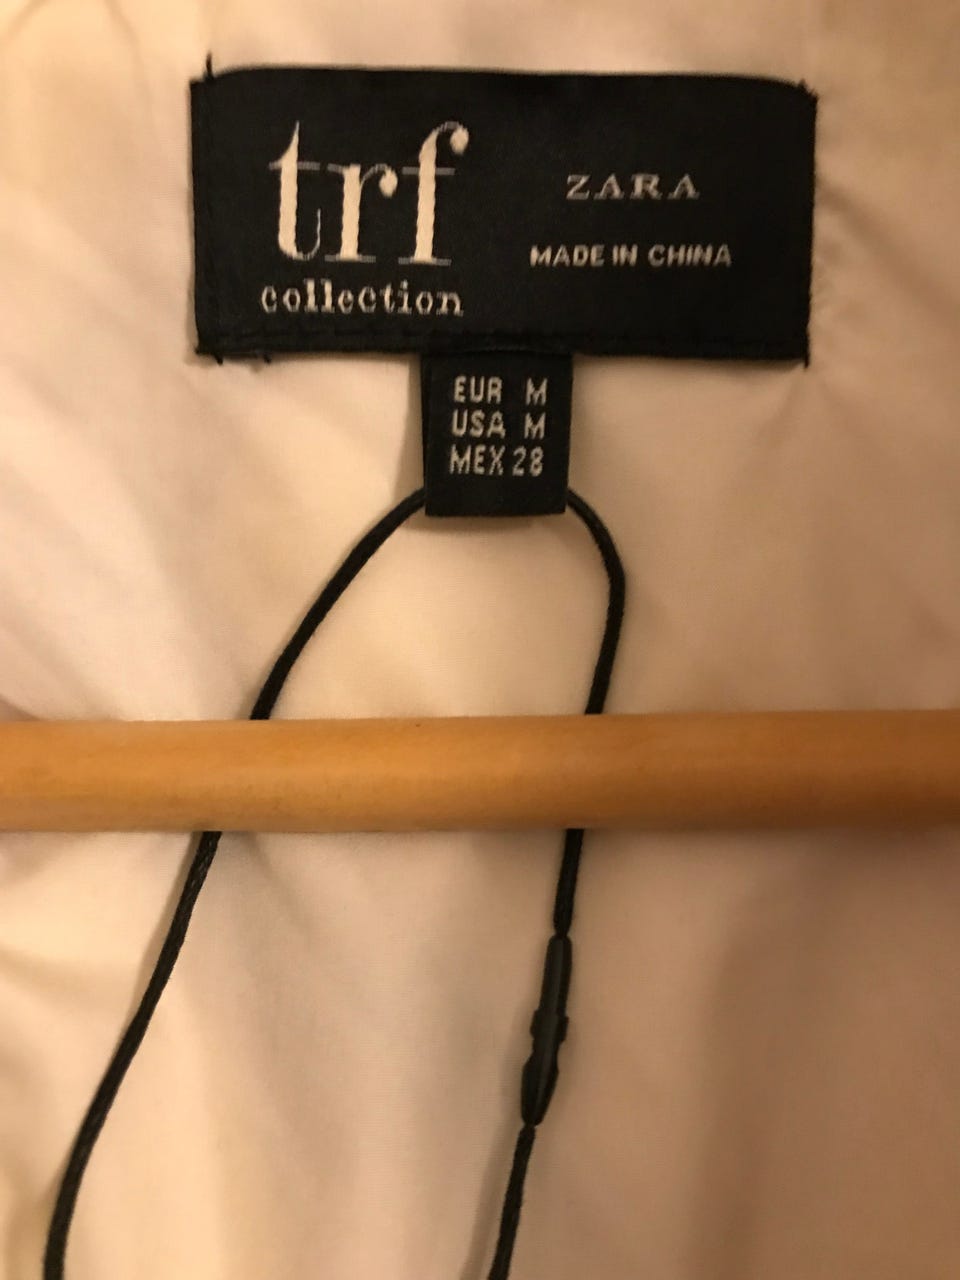 trf
collection
ZARA
MADE IN CHINA
EUR M
USA M
MEX 28